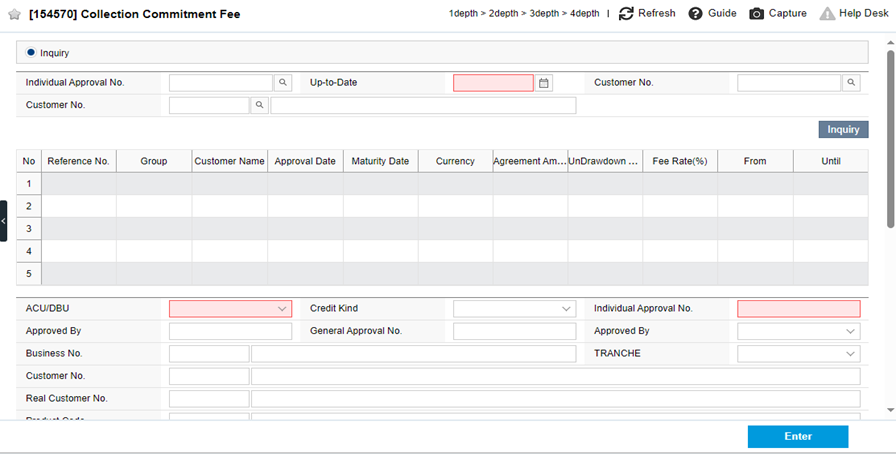 [154570] Collection Commitment Fee 1depth > 2depth > 3depth > 4depth | Refresh Guide Capture Help Desk
Inquiry
Individual Approval No. Up-to-Date Customer No.
Customer No.
Inquiry
No Reference No. Group Customer Name Approval Date Maturity Date Currency Agreement Am... UnDrawdown ... Fee Rate(%) From Until
1
2
3
4
5
ACU/DBU Credit Kind Individual Approval No.
Approved By General Approval No. Approved By
Business No. TRANCHE
Customer No.
Real Customer No.
Product Code
Enter